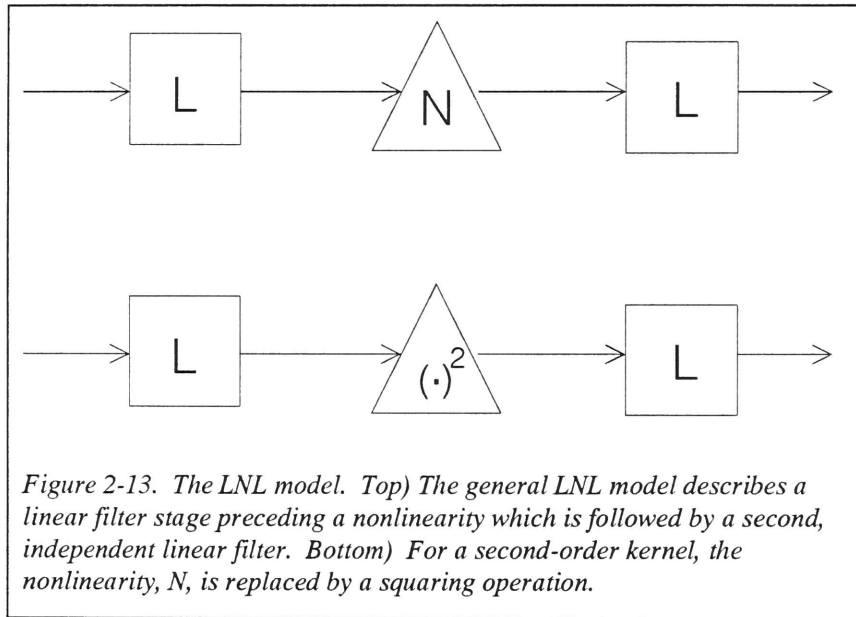 L
N
L
L
(·)²
L
Figure 2-13. The LNL model. Top) The general LNL model describes a
linear filter stage preceding a nonlinearity which is followed by a second,
independent linear filter. Bottom) For a second-order kernel, the
nonlinearity, N, is replaced by a squaring operation.